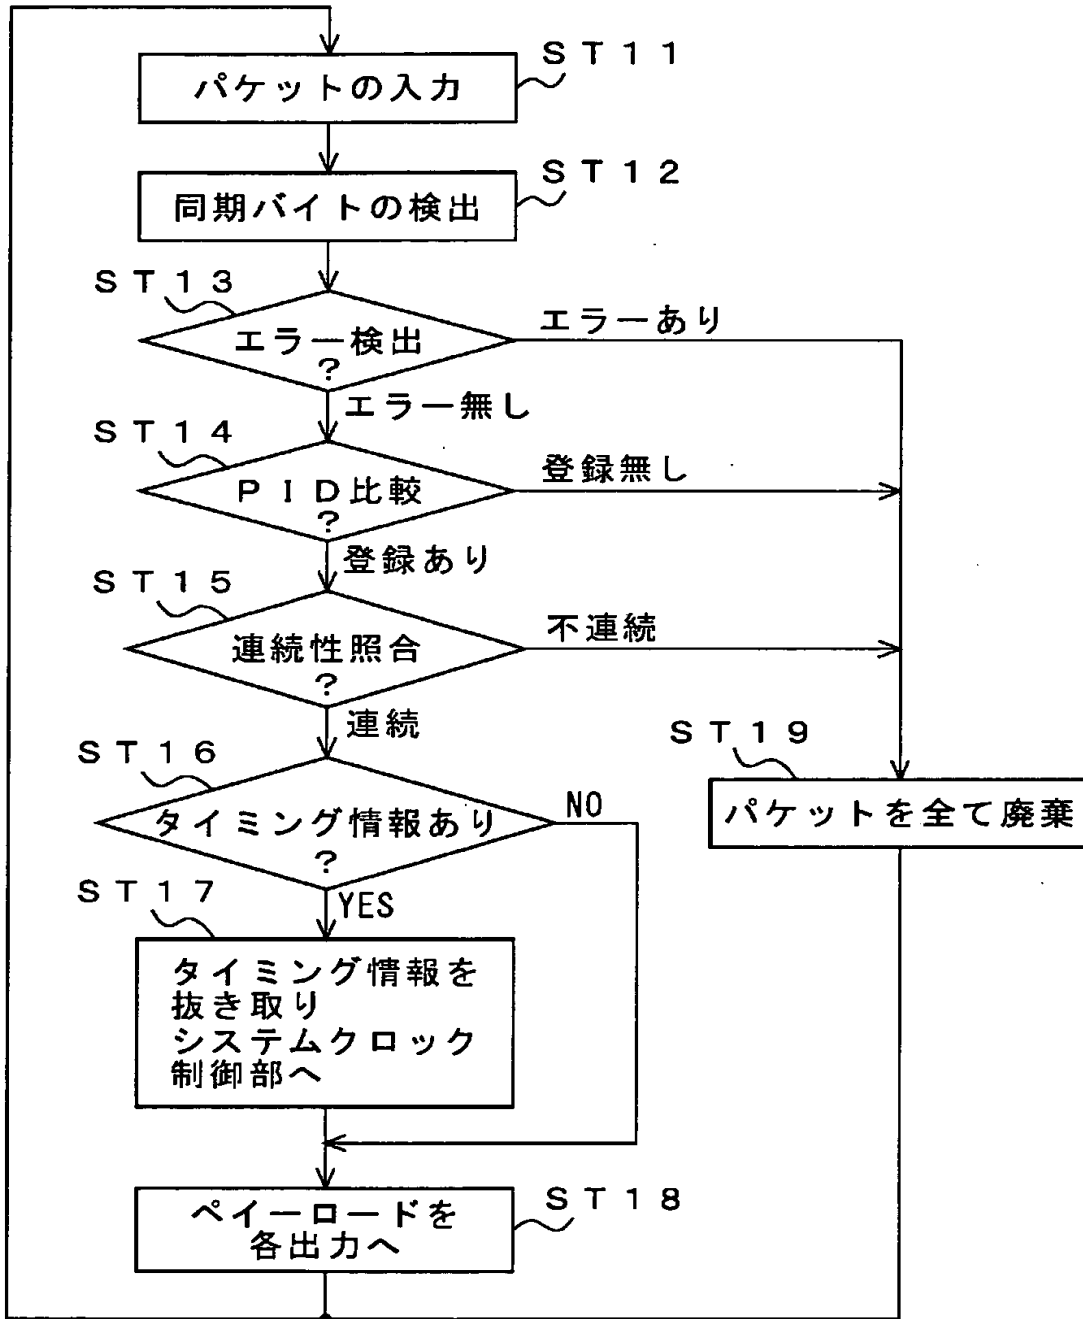 ST11
パケットの入力
ST12
同期バイトの検出
ST13
エラー検出
?
エラーあり
エラー無し
ST14
PID比較
?
登録無し
登録あり
ST15
連続性照合
?
不連続
連続
ST16
タイミング情報あり
?
NO
YES
ST19
パケットを全て廃棄
ST17
タイミング情報を
抜き取り
システムクロック
制御部へ
ST18
ペイーロードを
各出力へ